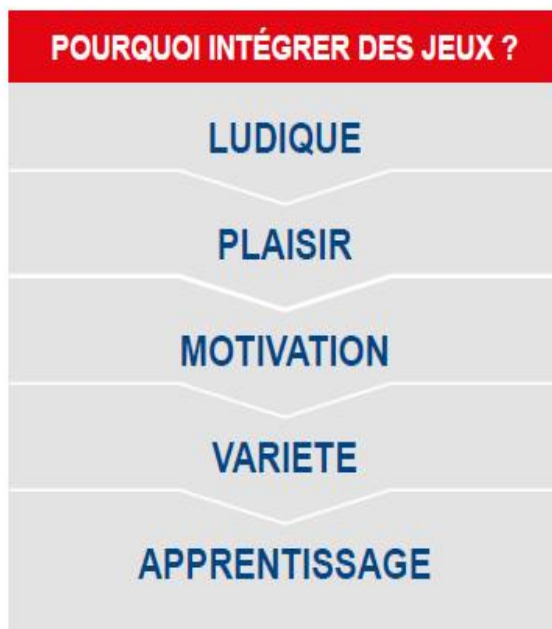 POURQUOI INTÉGRER DES JEUX ?
LUDIQUE
PLAISIR
MOTIVATION
VARIETE
APPRENTISSAGE